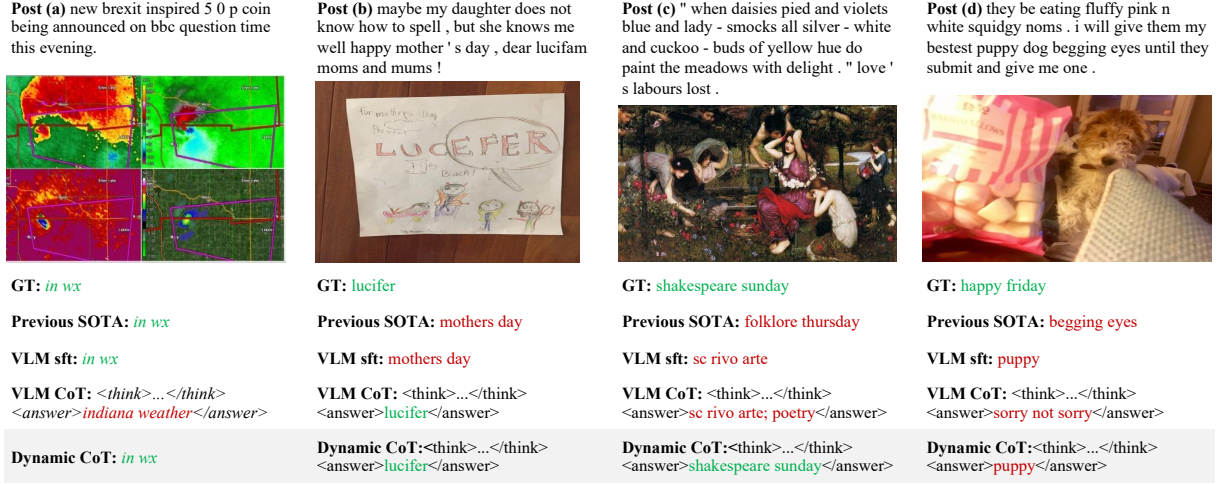 Post (a) new brexit inspired 5 0 p coin
being announced on bbc question time
this evening.
GT: in wx
Previous SOTA: in wx
VLM sft: in wx
VLM CoT: <think>...</think>
<answer>indiana weather</answer>
Dynamic CoT: in wx
Post (b) maybe my daughter does not
know how to spell , but she knows me
well happy mother ' s day , dear lucifam
moms and mums !
for mothers Day
LUCEFER
GT: lucifer
Previous SOTA: mothers day
VLM sft: mothers day
VLM CoT: <think>...</think>
<answer>lucifer</answer>
Dynamic CoT:<think>...</think>
<answer>lucifer</answer>
Post (c) " when daisies pied and violets
blue and lady - smocks all silver - white
and cuckoo - buds of yellow hue do
paint the meadows with delight . " love '
s labours lost .
GT: shakespeare sunday
Previous SOTA: folklore thursday
VLM sft: sc rivo arte
VLM CoT: <think>...</think>
<answer>sc rivo arte; poetry</answer>
Dynamic CoT:<think>...</think>
<answer>shakespeare sunday</answer>
Post (d) they be eating fluffy pink n
white squidgy noms . i will give them my
bestest puppy dog begging eyes until they
submit and give me one .
GT: happy friday
Previous SOTA: begging eyes
VLM sft: puppy
VLM CoT: <think>...</think>
<answer>sorry not sorry</answer>
Dynamic CoT:<think>...</think>
<answer>puppy</answer>